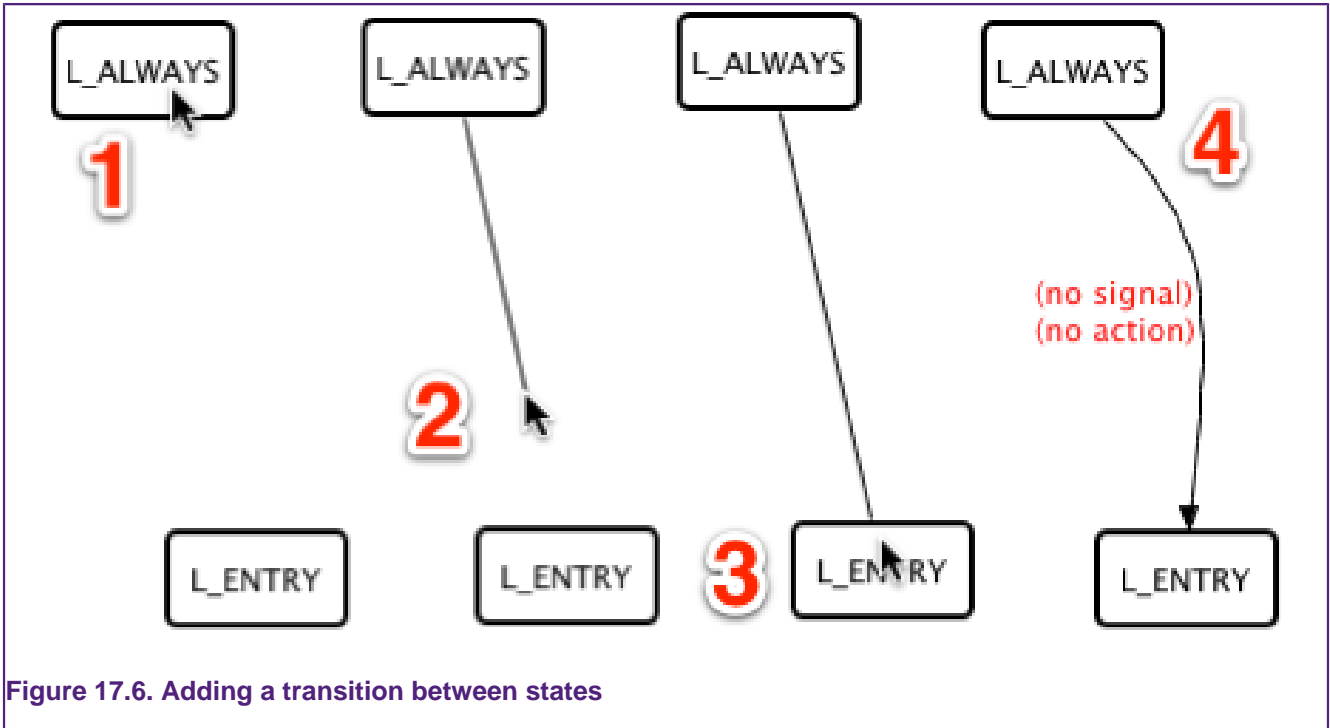 L_ALWAYS
L_ALWAYS
L_ALWAYS
L_ALWAYS
1
4
(no signal)
(no action)
2
3
L_ENTRY
L_ENTRY
L_ENTRY
L_ENTRY
Figure 17.6. Adding a transition between states